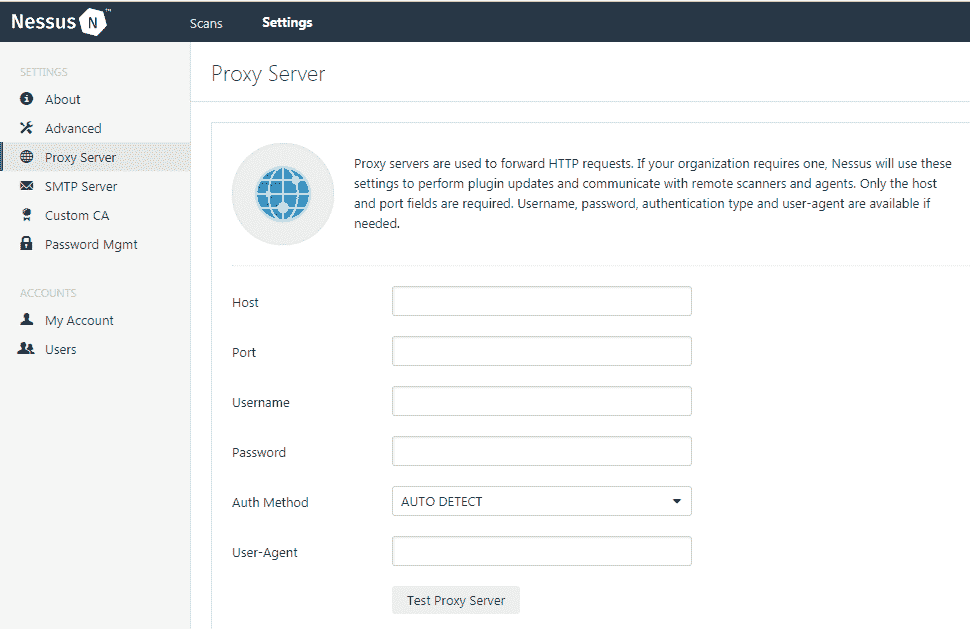 Nessus N ™ Scans Settings
SETTINGS
About
Advanced
Proxy Server
SMTP Server
Custom CA
Password Mgmt
ACCOUNTS
My Account
Users
Proxy Server
Proxy servers are used to forward HTTP requests. If your organization requires one, Nessus will use these
settings to perform plugin updates and communicate with remote scanners and agents. Only the host
and port fields are required. Username, password, authentication type and user-agent are available if
needed.
Host
Port
Username
Password
Auth Method AUTO DETECT
User-Agent
Test Proxy Server